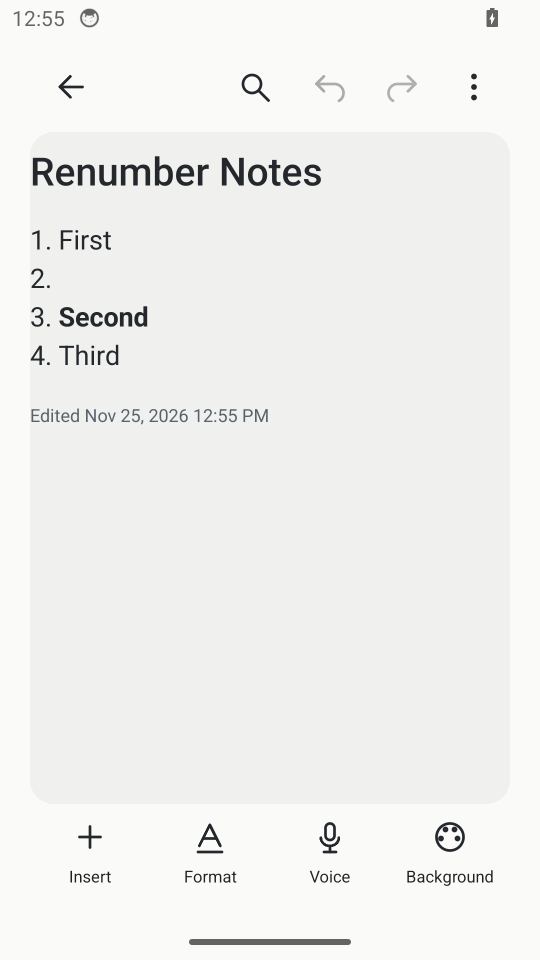 12:55
Renumber Notes
1. First
2.
3. Second
4. Third
Edited Nov 25, 2026 12:55 PM
Insert
Format
Voice
Background